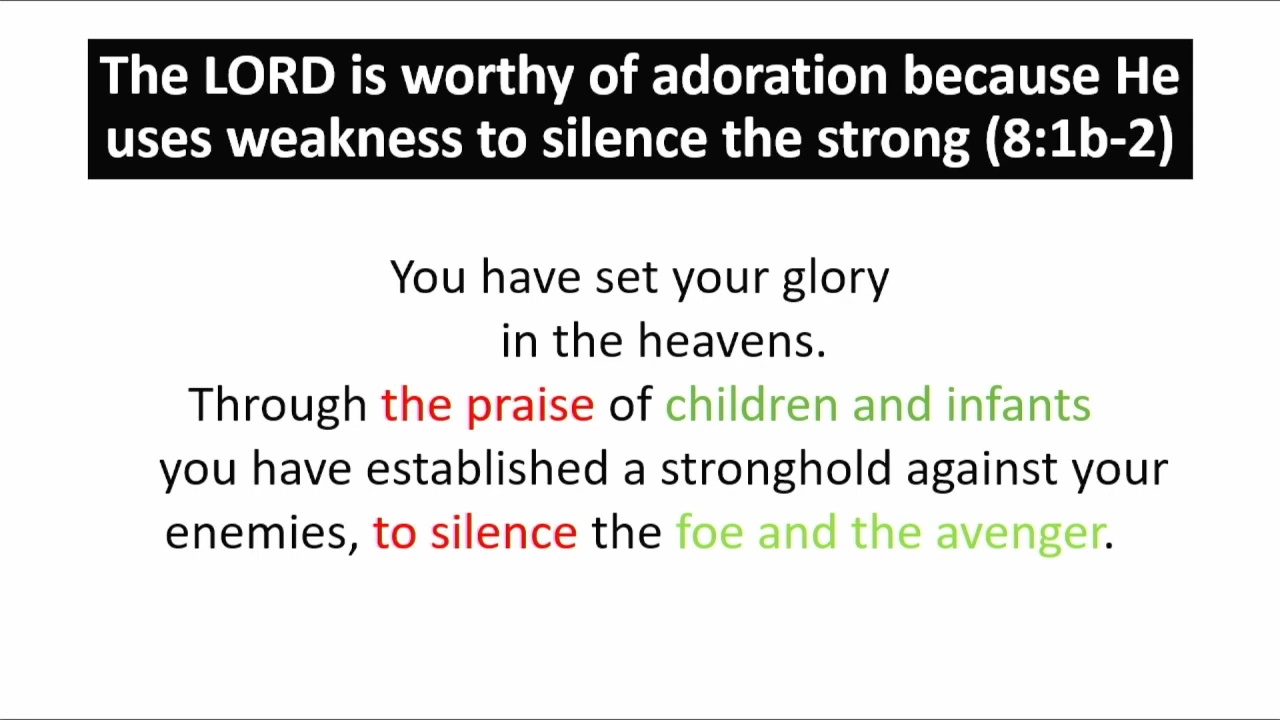 The LORD is worthy of adoration because He
uses weakness to silence the strong (8:1b-2)
You have set your glory
in the heavens.
Through the praise of children and infants
you have established a stronghold against your
enemies, to silence the foe and the avenger.